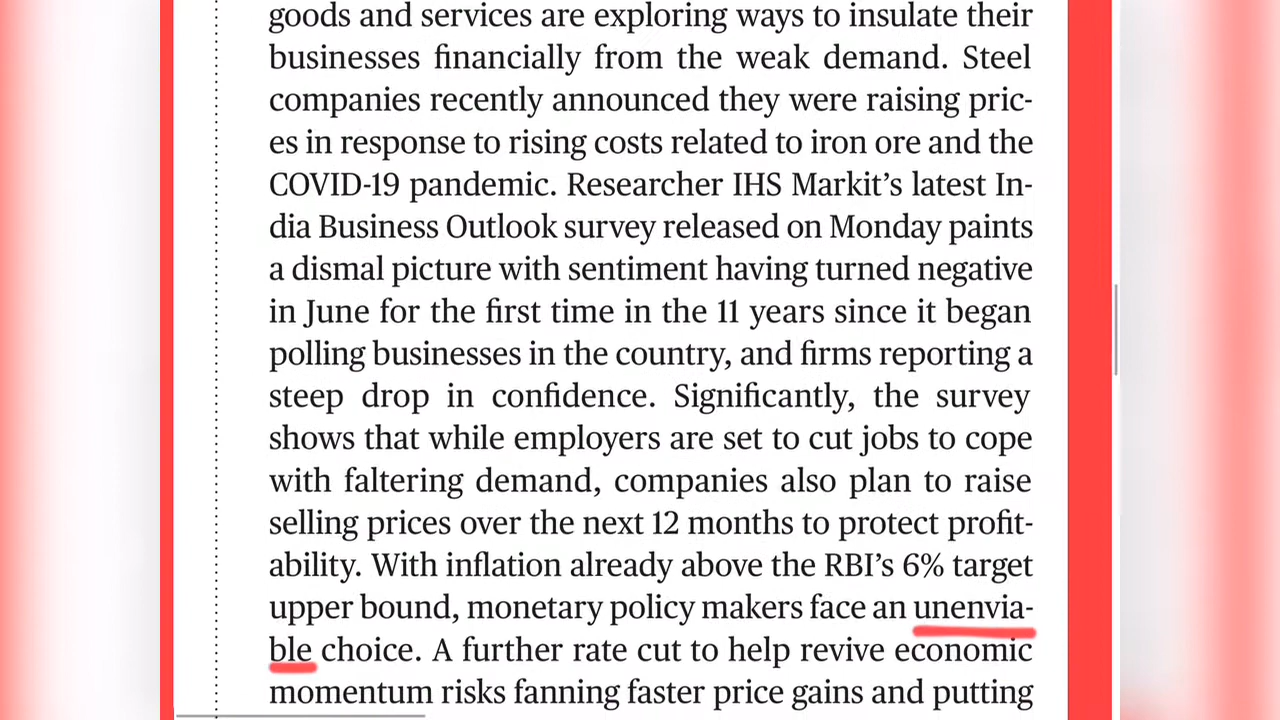 goods and services are exploring ways to insulate their
businesses financially from the weak demand. Steel
companies recently announced they were raising pric-
es in response to rising costs related to iron ore and the
COVID-19 pandemic. Researcher IHS Markit’s latest In-
dia Business Outlook survey released on Monday paints
a dismal picture with sentiment having turned negative
in June for the first time in the 11 years since it began
polling businesses in the country, and firms reporting a
steep drop in confidence. Significantly, the survey
shows that while employers are set to cut jobs to cope
with faltering demand, companies also plan to raise
selling prices over the next 12 months to protect profit-
ability. With inflation already above the RBI’s 6% target
upper bound, monetary policy makers face an unenvia-
ble choice. A further rate cut to help revive economic
momentum risks fanning faster price gains and putting